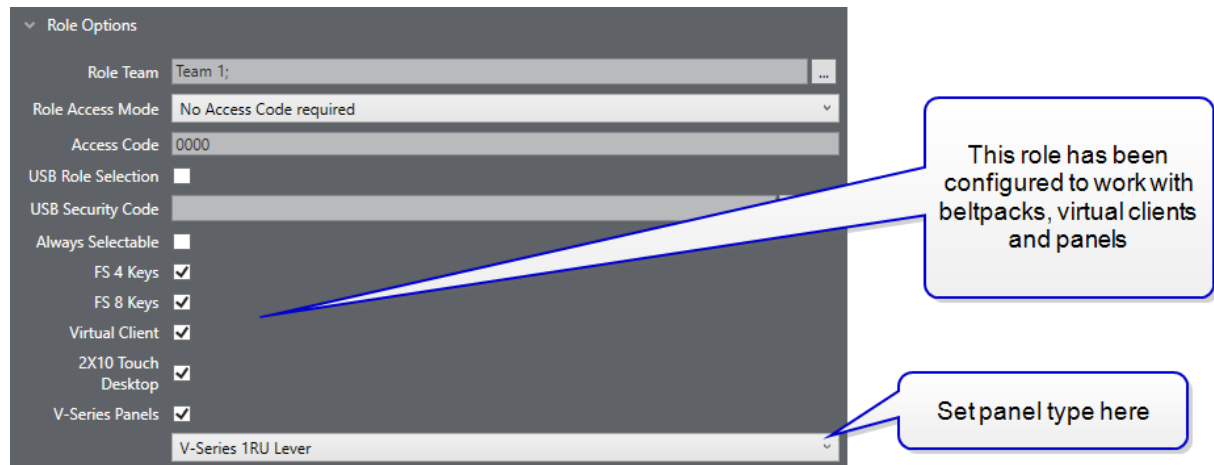 Role Options
Role Team Team 1; ...
Role Access Mode No Access Code required
Access Code 0000
USB Role Selection
USB Security Code
Always Selectable
FS 4 Keys
FS 8 Keys
Virtual Client
2X10 Touch
Desktop
V-Series Panels
V-Series 1RU Lever
This role has been
configured to work with
beltpacks, virtual clients
and panels
Set panel type here